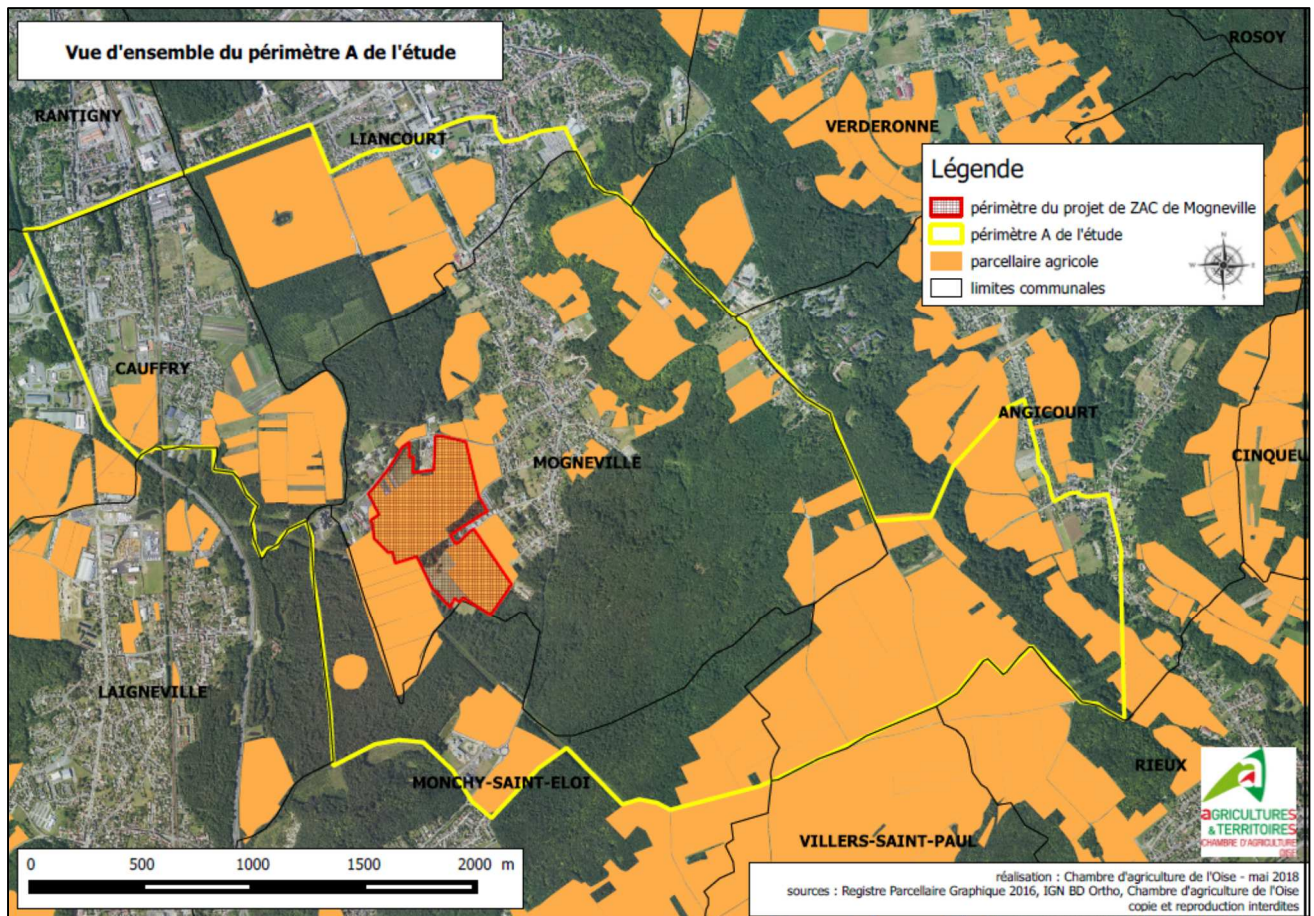 Vue d'ensemble du périmètre A de l'étude
ROSOY
RANTIGNY
LIANCOURT
VERDERONNE
Légende
périmètre du projet de ZAC de Mogneville
périmètre A de l'étude
parcellaire agricole
limites communales
N
W
E
S
CAUFFRY
ANGICOURT
MOGNEVILLE
CINQUEU
LAIGNEVILLE
MONCHY-SAINT-ELOI
RIEUX
VILLERS-SAINT-PAUL
aGRICULTURES
& TERRITOIRES
CHAMBRE D'AGRICULTURE
OISE
0 500 1000 1500 2000 m
réalisation : Chambre d'agriculture de l'Oise - mai 2018
sources : Registre Parcellaire Graphique 2016, IGN BD Ortho, Chambre d'agriculture de l'Oise
copie et reproduction interdites